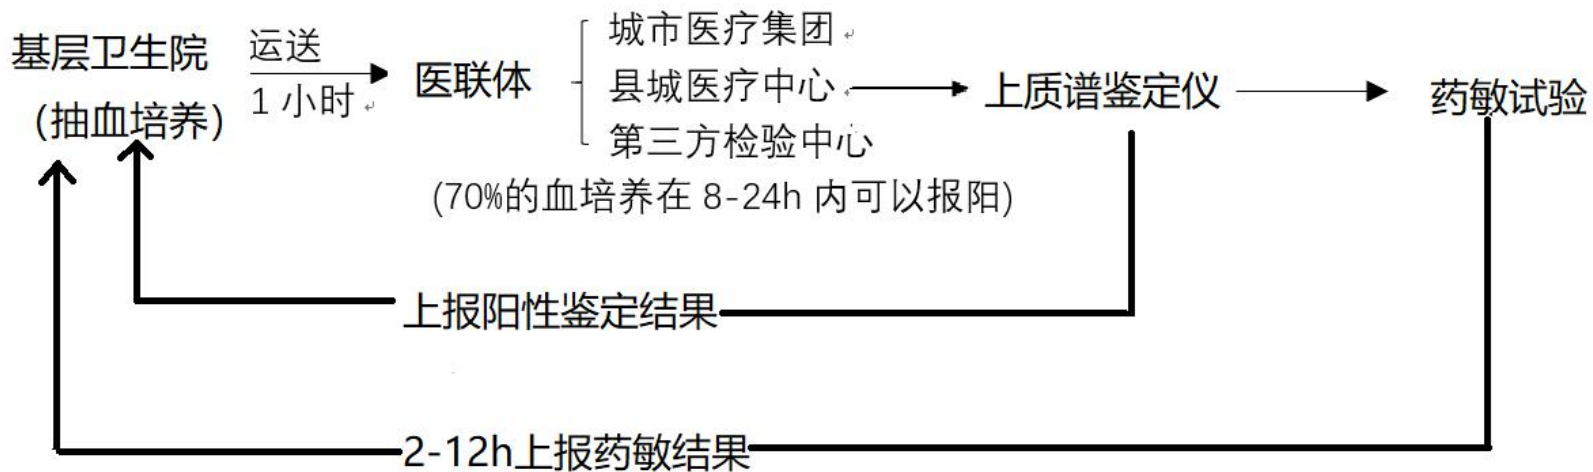 基层卫生院
（抽血培养）
运送
1 小时
医联体
城市医疗集团
县城医疗中心
第三方检验中心
(70%的血培养在 8-24h 内可以报阳)
上质谱鉴定仪
药敏试验
上报阳性鉴定结果
2-12h上报药敏结果